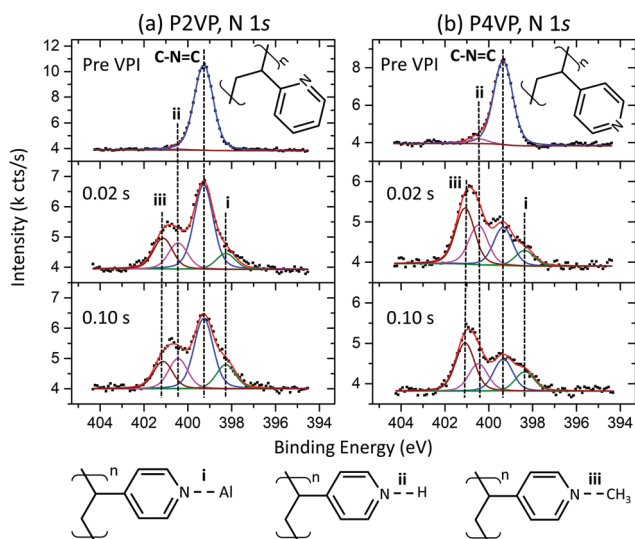 (a) P2VP, N 1s
(b) P4VP, N 1s
Intensity (k cts/s)
Pre VPI
C-N=C
ii
n
N
12
10
8
6
4
0.02 s
iii
i
7
6
5
4
0.10 s
7
6
5
4
404 402 400 398 396 394
Pre VPI
C-N=C
ii
n
N
8
6
4
0.02 s
iii
i
6
5
4
0.10 s
6
5
4
404 402 400 398 396 394
Binding Energy (eV)
n
i
N Al
n
ii
N H
n
iii
N CH₃